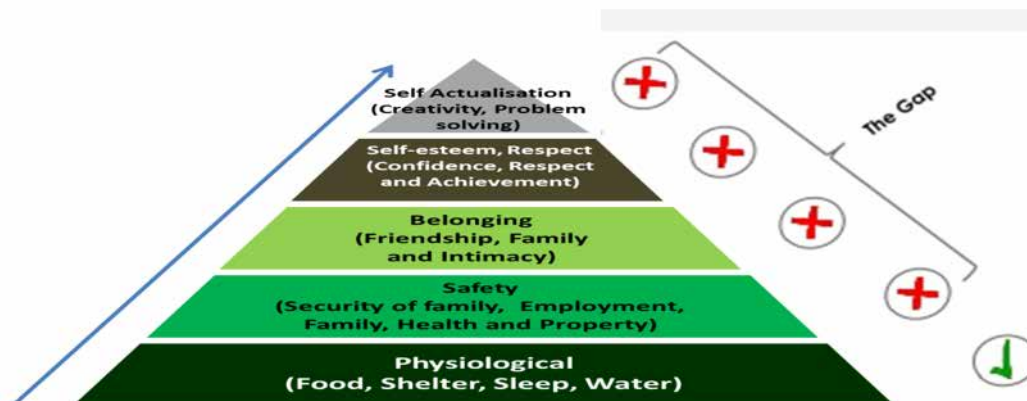 Self Actualisation
(Creativity, Problem
solving)
The Gap
Self-esteem, Respect
(Confidence, Respect
and Achievement)
Belonging
(Friendship, Family
and Intimacy)
Safety
(Security of family, Employment,
Family, Health and Property)
Physiological
(Food, Shelter, Sleep, Water)